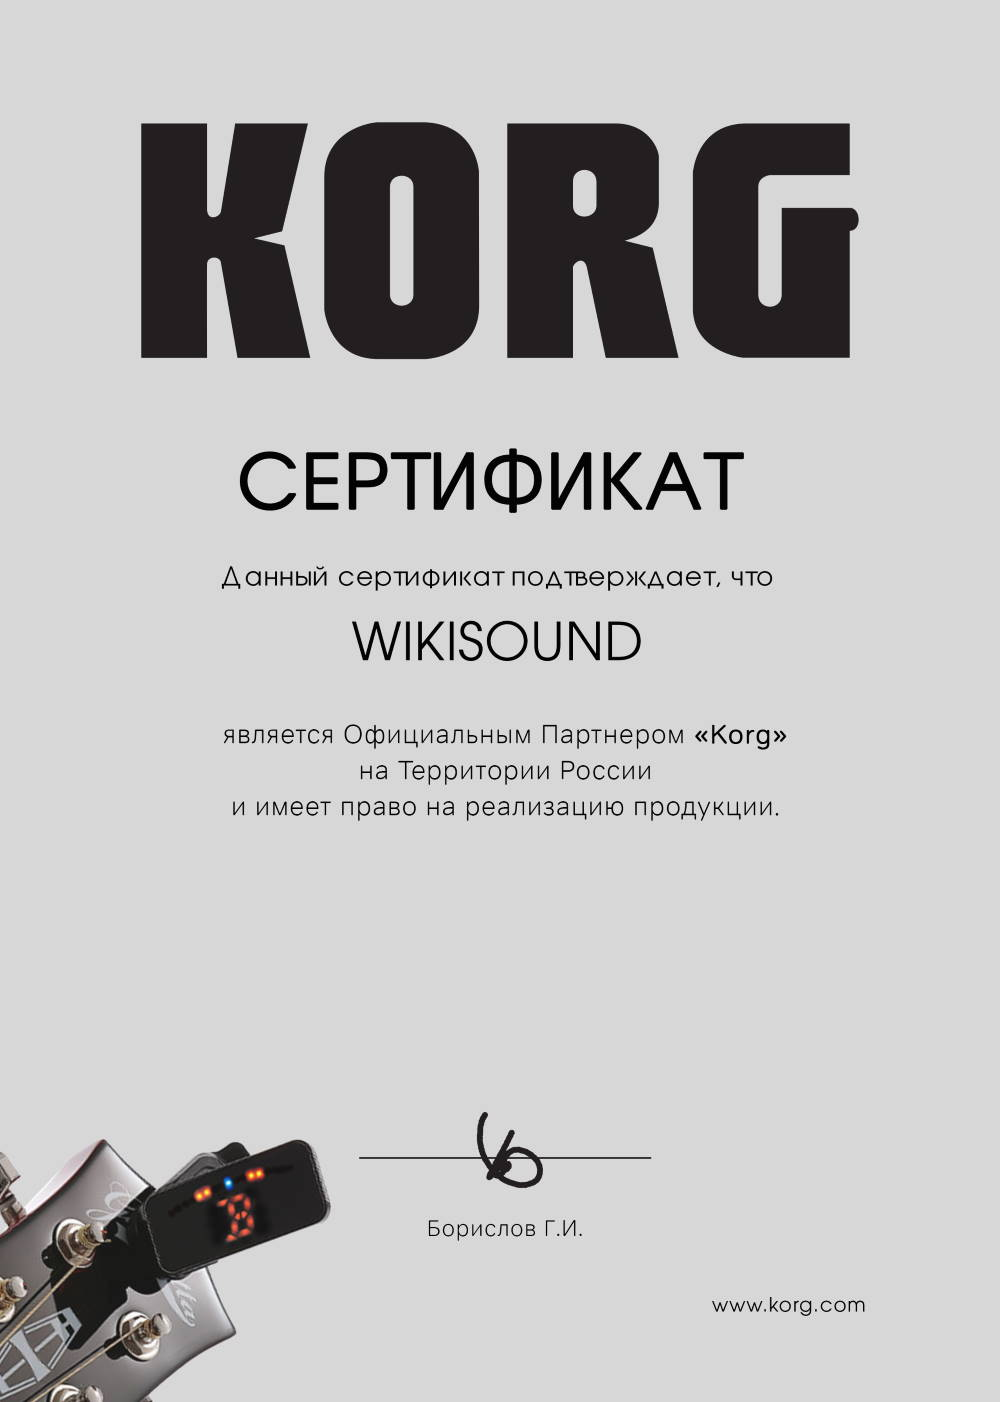 KORG
СЕРТИФИКАТ
Данный сертификат подтверждает, что
WIKISOUND
является Официальным Партнером «Korg»
на Территории России
и имеет право на реализацию продукции.
Борислов Г.И.
www.korg.com